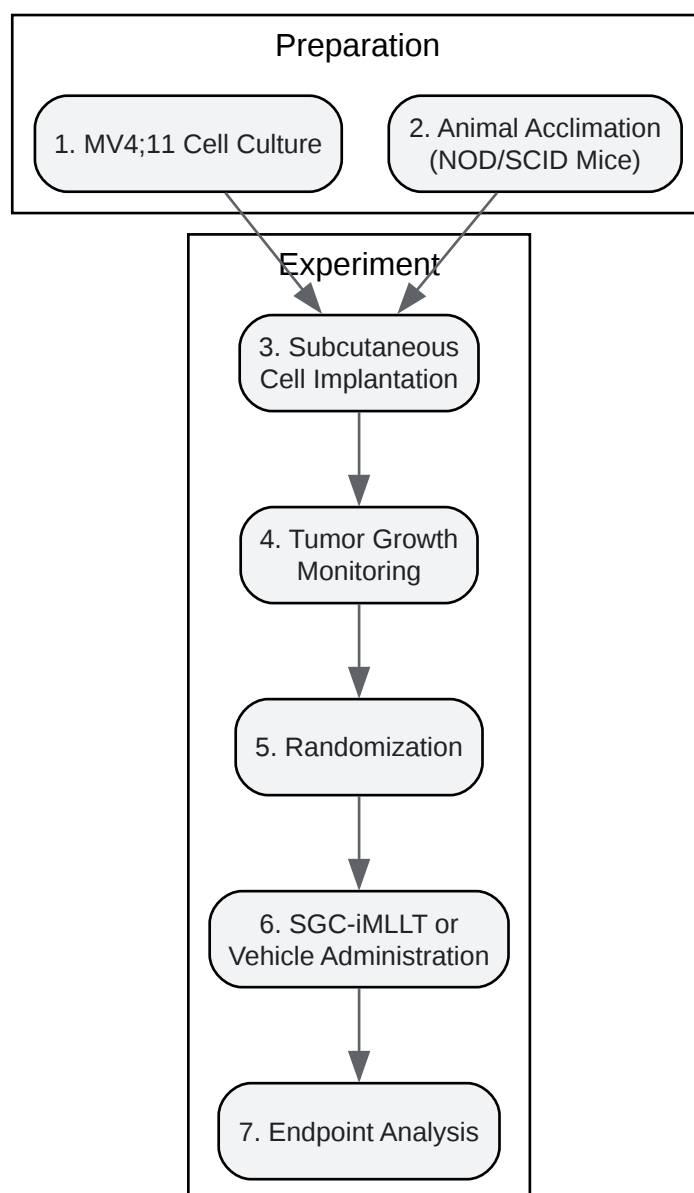 Preparation
1. MV4;11 Cell Culture
2. Animal Acclimation
(NOD/SCID Mice)
Experiment
3. Subcutaneous
Cell Implantation
4. Tumor Growth
Monitoring
5. Randomization
6. SGC-iMLLT or
Vehicle Administration
7. Endpoint Analysis